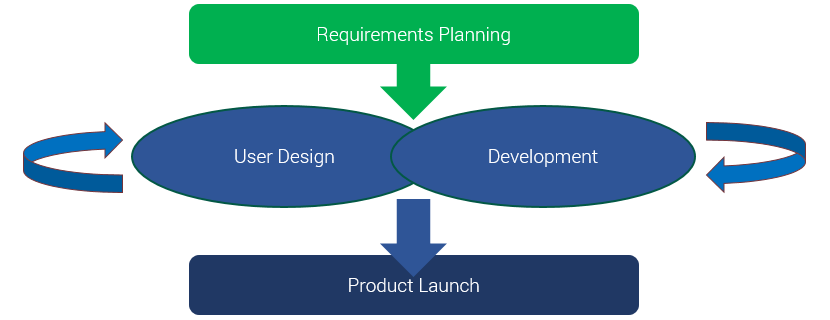 Requirements Planning
User Design
Development
Product Launch